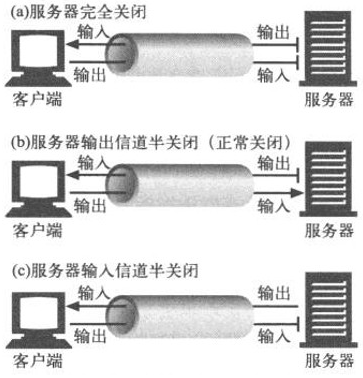 (a)服务器完全关闭
输入 输出
输出 输入
客户端 服务器
(b)服务器输出信道半关闭（正常关闭）
输入 输出
输出 输入
客户端 服务器
(c)服务器输入信道半关闭
输入 输出
输出 输入
客户端 服务器